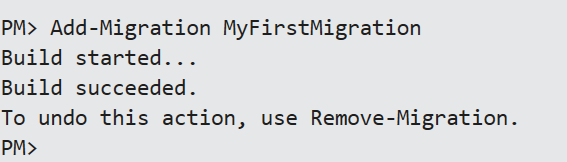 PM> Add-Migration MyFirstMigration
Build started...
Build succeeded.
To undo this action, use Remove-Migration.
PM>